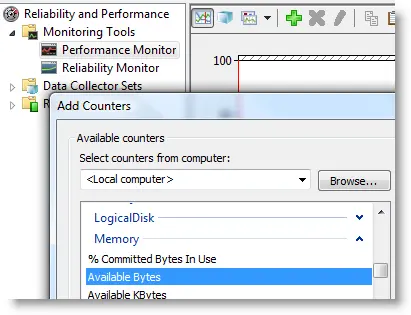 Reliability and Performance
Monitoring Tools
Performance Monitor
Reliability Monitor
Data Collector Sets
R
100
Add Counters
Available counters
Select counters from computer:
<Local computer>
Browse...
LogicalDisk
Memory
% Committed Bytes In Use
Available Bytes
Available KBytes